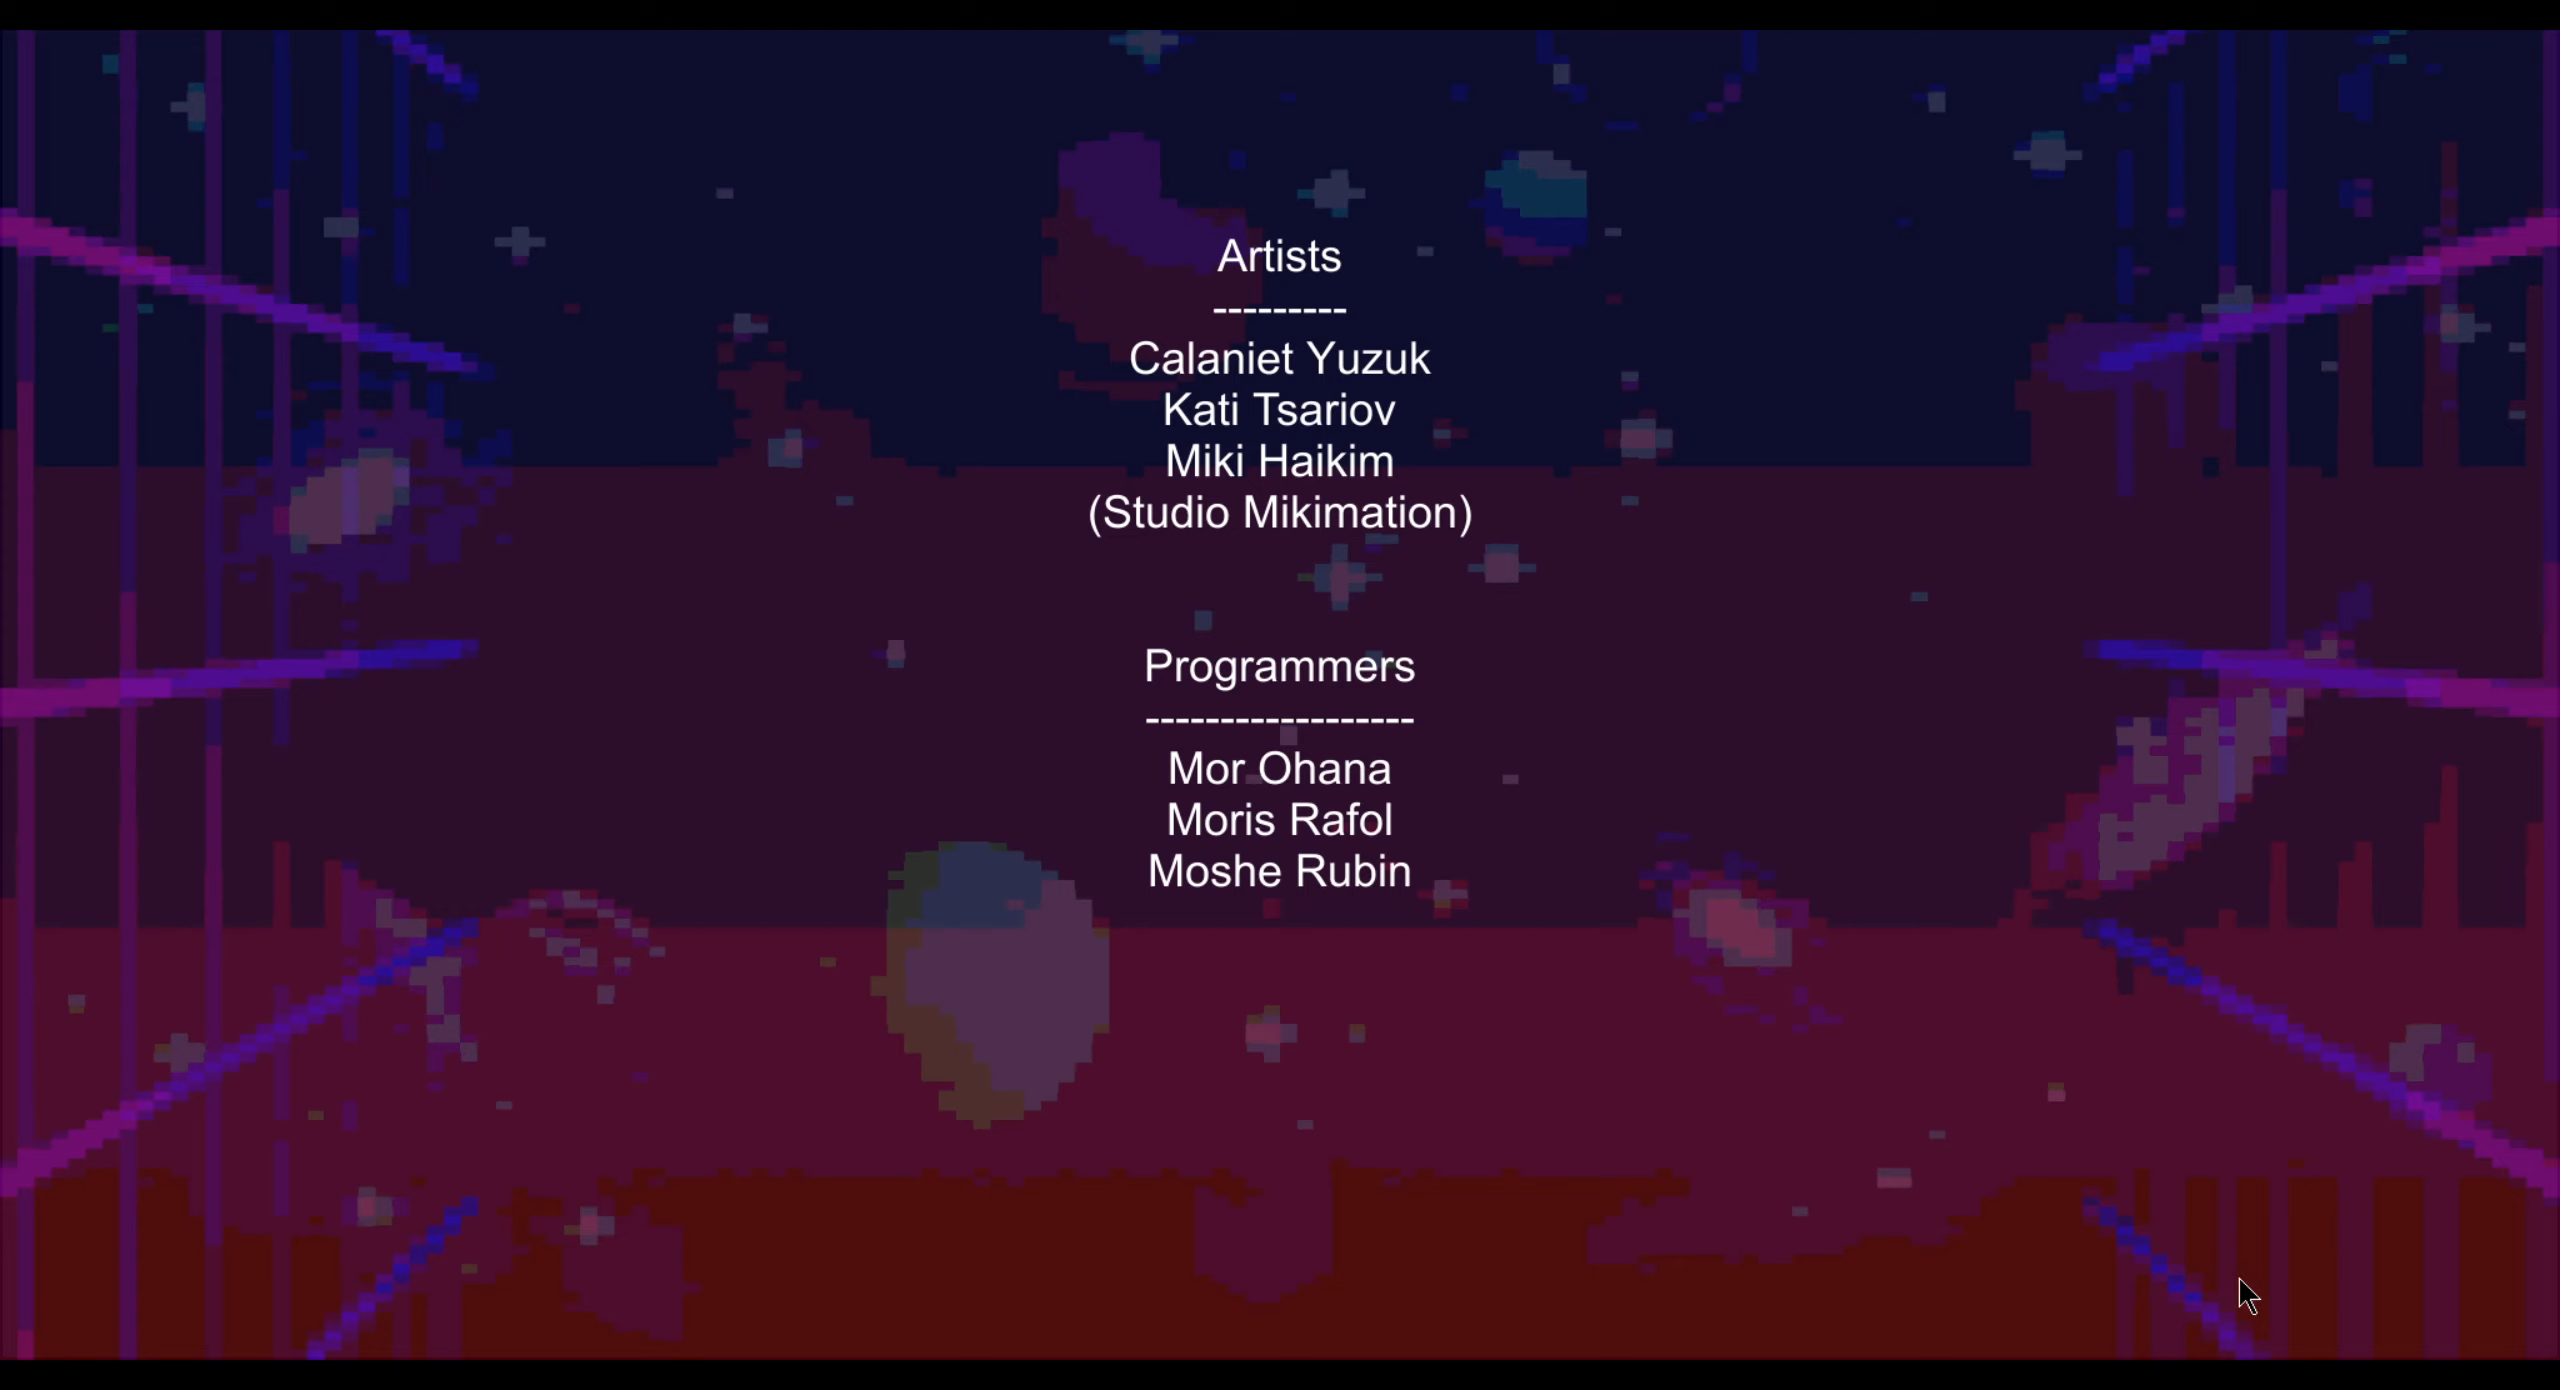 Artists
---------
Calaniet Yuzuk
Kati Tsariov
Miki Haikim
(Studio Mikimation)
Programmers
------------------
Mor Ohana
Moris Rafol
Moshe Rubin